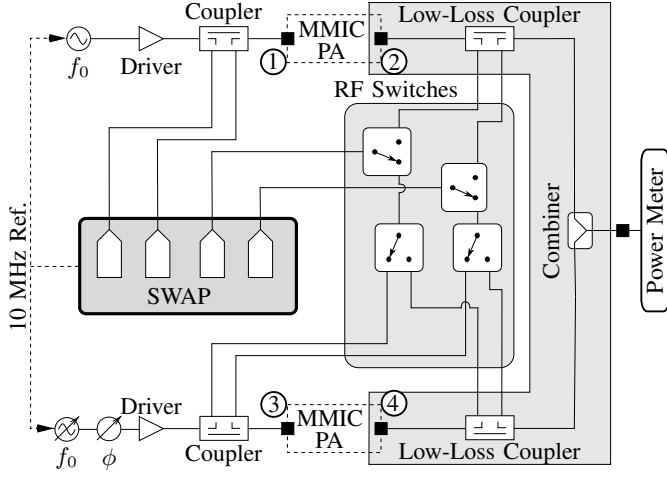 Coupler
MMIC
PA
Low-Loss Coupler
f₀
Driver
①
②
RF Switches
10 MHz Ref.
SWAP
Combiner
Power Meter
③
④
Driver
MMIC
PA
f₀
ϕ
Coupler
Low-Loss Coupler